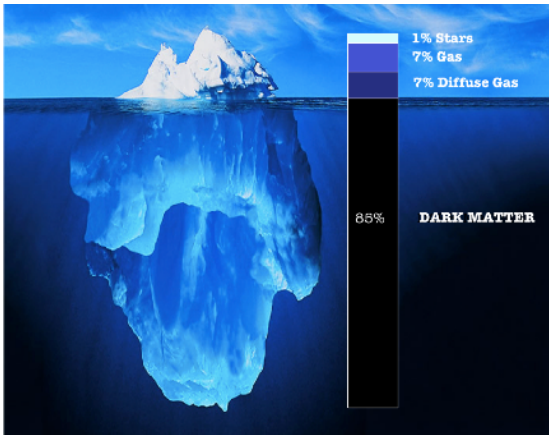 1% Stars
7% Gas
7% Diffuse Gas
85%
DARK MATTER